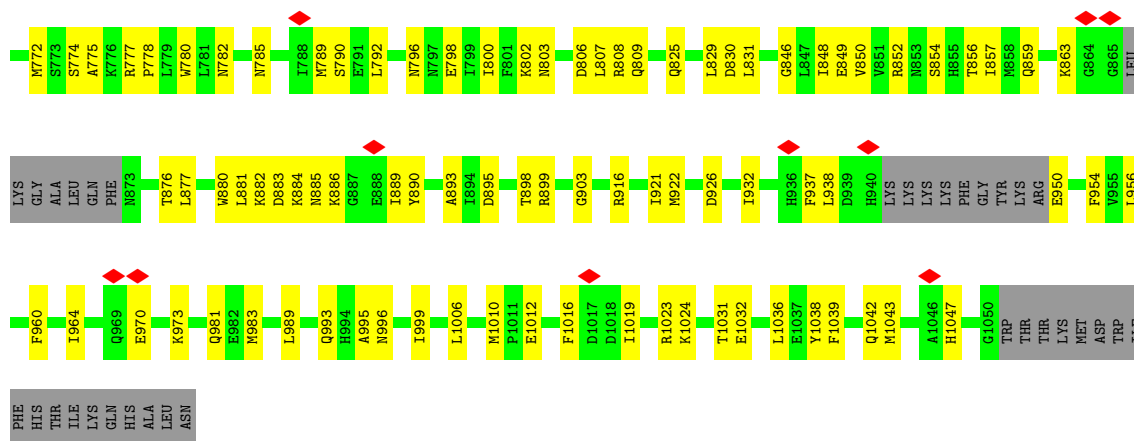 M772 S773 S774 A775 K776 R777 P778 L779 W780 L781 N782 N785 I788 M789 S790 E791 L792 N796 N797 E798 I799 I800 F801 K802 N803 D806 L807 R808 Q809 Q825 L829 D830 L831 G846 L847 I848 E849 V850 V851 R852 N853 S854 H855 T856 I857 M858 Q859 K863 G864 G865 LEU
LYS GLY ALA LEU GLN PHE N873 T876 L877 W880 L881 K882 D883 K884 N885 K886 G887 E888 I889 Y890 A893 I894 D895 T898 R899 G903 R916 I921 M922 D926 I932 H936 F937 L938 D939 H940 LYS LYS LYS LYS PHE GLY TYR LYS ARG E950 F954 V955 L956
F960 I964 Q969 E970 K973 Q981 E982 M983 L989 Q993 H994 A995 N996 I999 L1006 M1010 P1011 E1012 F1016 D1017 D1018 I1019 R1023 K1024 T1031 E1032 L1036 E1037 Y1038 F1039 Q1042 M1043 A1046 H1047 G1050 TRP THR THR LYS MET ASP TRP
PHE HIS THR ILE LYS GLN HIS ALA LEU ASN